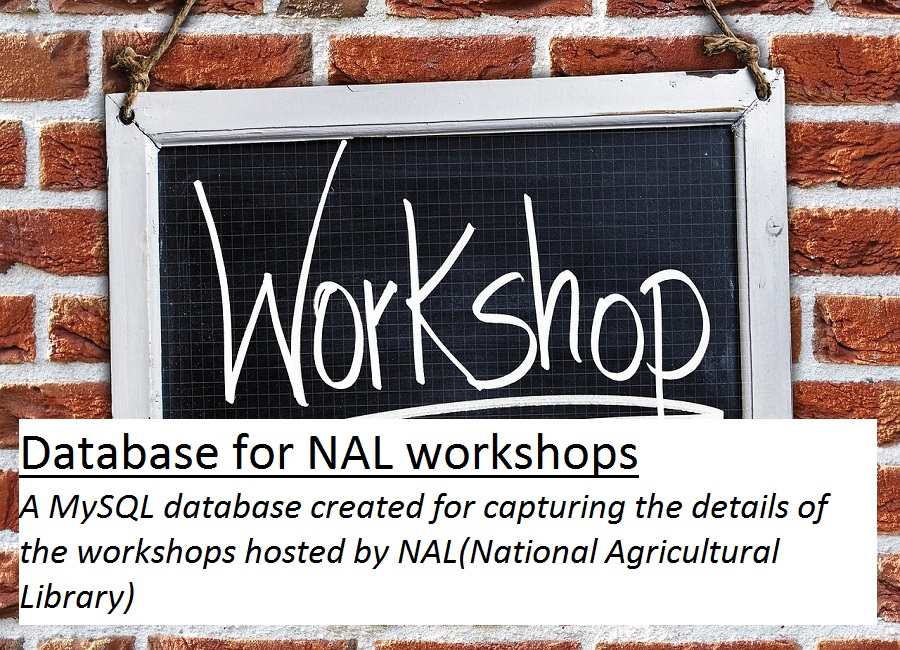 Workshop
Database for NAL workshops
A MySQL database created for capturing the details of
the workshops hosted by NAL(National Agricultural
Library)